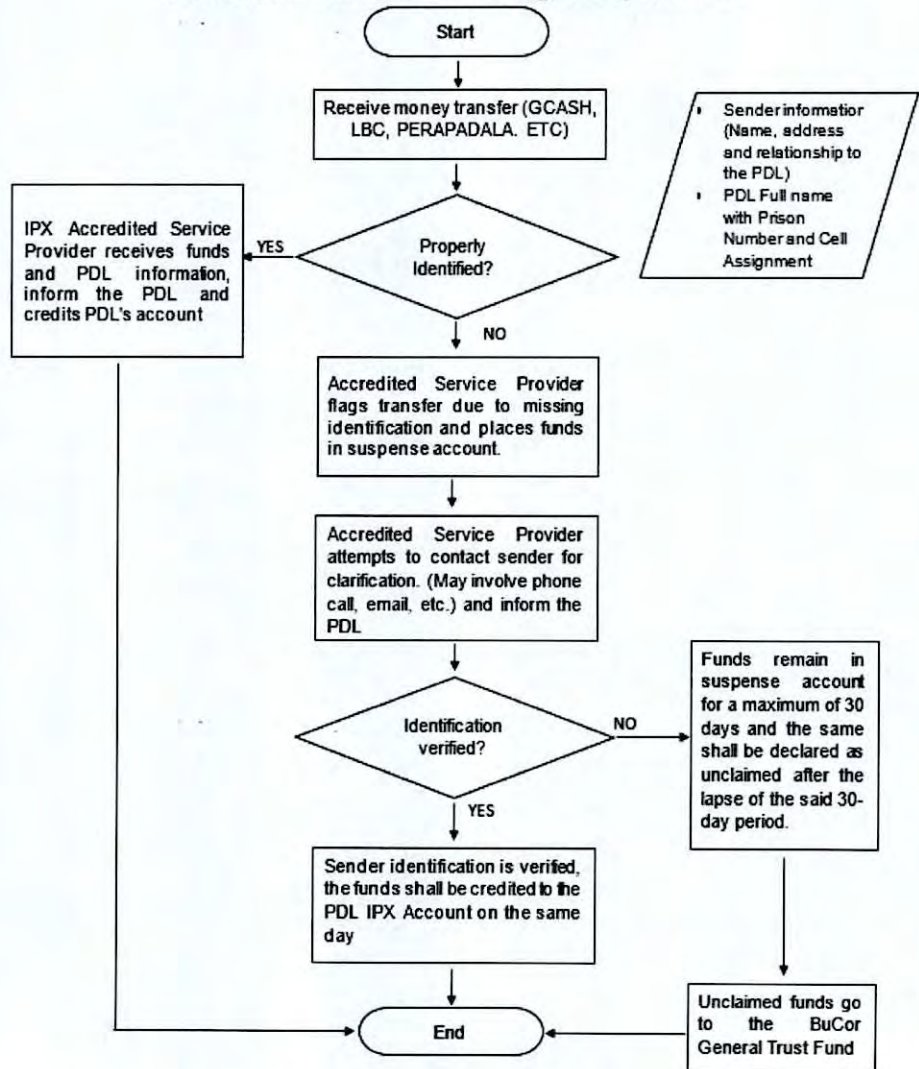 Start
Receive money transfer (GCASH,
LBC, PERAPADALA. ETC)
Sender information
(Name, address
and relationship to
the PDL)
PDL Full name
with Prison
Number and Cell
Assignment
Properly
Identified?
YES
IPX Accredited Service
Provider receives funds
and PDL information,
inform the PDL and
credits PDL's account
NO
Accredited Service Provider
flags transfer due to missing
identification and places funds
in suspense account.
Accredited Service Provider
attempts to contact sender for
clarification. (May involve phone
call, email, etc.) and inform the
PDL
Identification
verified?
NO
Funds remain in
suspense account
for a maximum of 30
days and the same
shall be declared as
unclaimed after the
lapse of the said 30-
day period.
YES
Sender identification is verified,
the funds shall be credited to the
PDL IPX Account on the same
day
Unclaimed funds go
to the BuCor
General Trust Fund
End